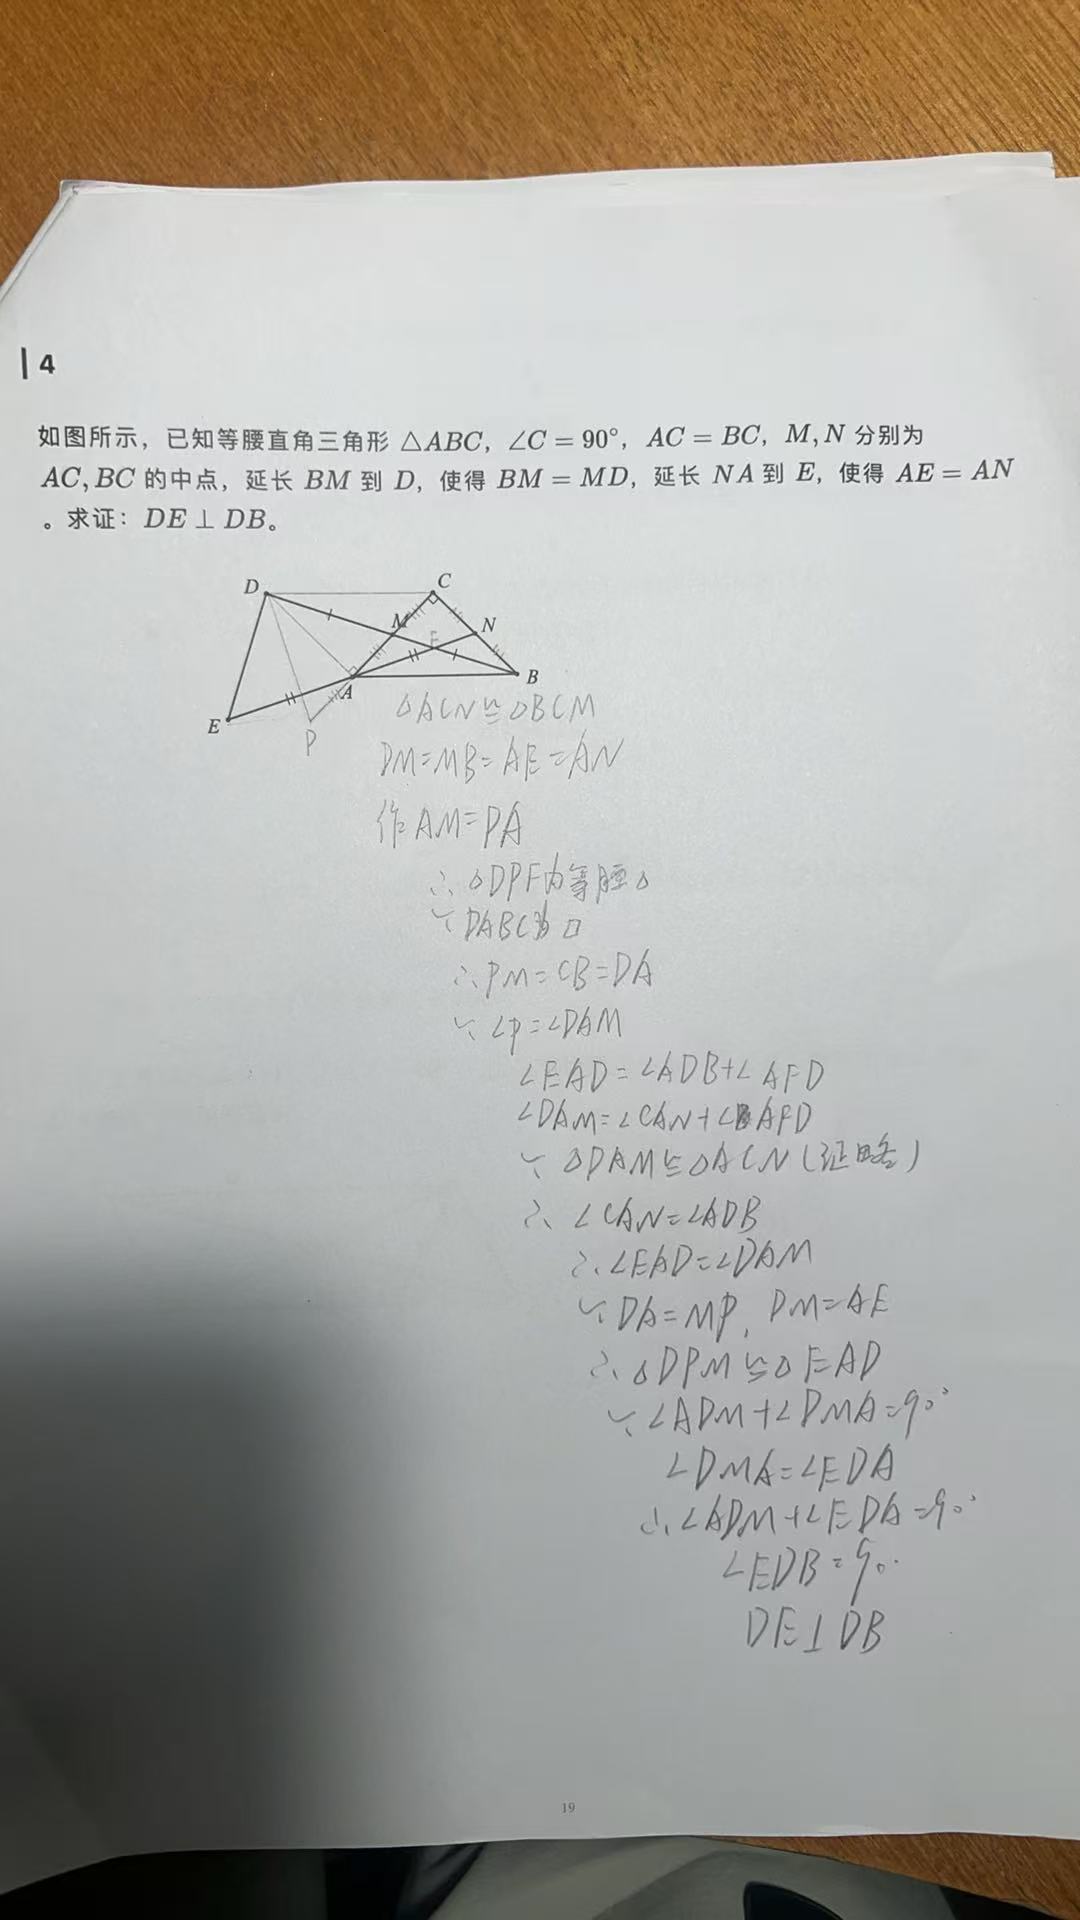 4
如图所示，已知等腰直角三角形 △ABC，∠C = 90°，AC = BC，M, N 分别为
AC, BC 的中点，延长 BM 到 D，使得 BM = MD，延长 NA 到 E，使得 AE = AN
。求证：DE ⊥ DB。
D
C
M
F
N
A
B
E
P
△ACN≌△BCM
DM=MB=AE=AN
作AM=PA
∴△DPF为等腰△
∵DABC为▱
∴PM=CB=DA
∵∠P=∠DAM
∠EAD=∠ADB+∠AFD
∠DAM=∠CAN+∠AFD
∵△DAM≌△ACN(证略)
∴∠CAN=∠ADB
∴∠EAD=∠DAM
∵DA=MP, DM=AE
∴△DPM≌△EAD
∵∠ADM+∠DMA=90°
∠DMA=∠EDA
∴∠ADM+∠EDA=90°
∠EDB=90°
DE⊥DB
19